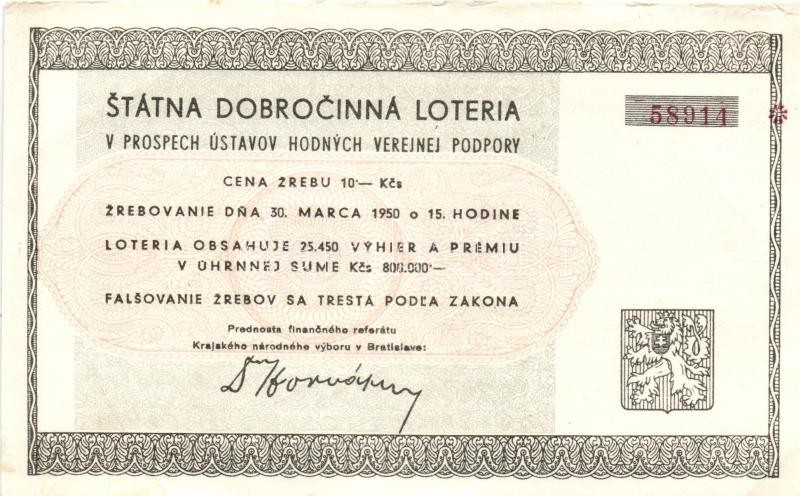 ŠTÁTNA DOBROČINNÁ LOTERIA
58914 *
V PROSPECH ÚSTAVOV HODNÝCH VEREJNEJ PODPORY
CENA ŽREBU 10·— Kčs
ŽREBOVANIE DŇA 30. MARCA 1950 o 15. HODINE
LOTERIA OBSAHUJE 25.450 VÝHIER A PRÉMIU
V ÚHRNNEJ SUME Kčs 800.000·—
FALŠOVANIE ŽREBOV SA TRESTÁ PODĽA ZÁKONA
Prednosta finančného referátu
Krajského národného výboru v Bratislave: